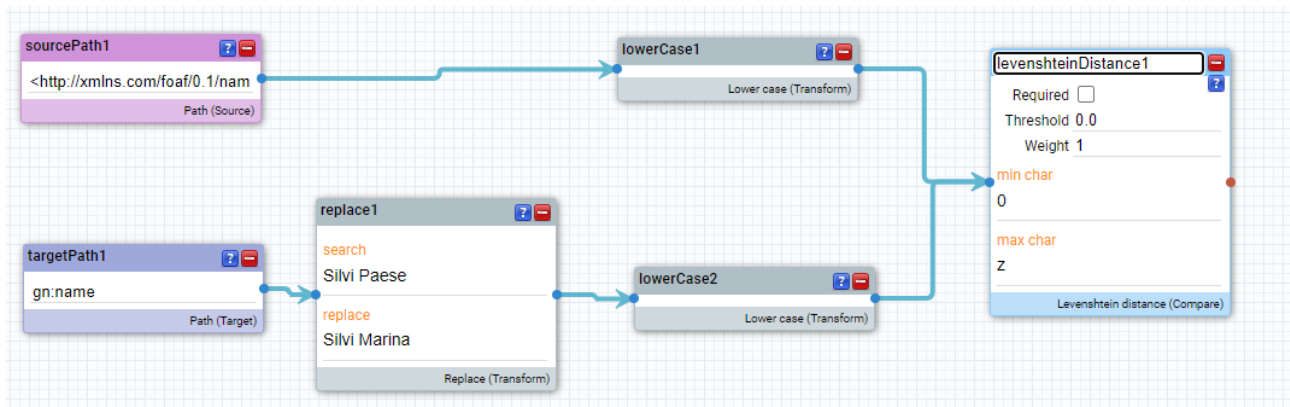 sourcePath1
?
<http://xmlns.com/foaf/0.1/nam
Path (Source)
lowerCase1
?
Lower case (Transform)
levenshteinDistance1
?
Required
Threshold 0.0
Weight 1
min char
0
max char
z
Levenshtein distance (Compare)
replace1
?
search
Silvi Paese
replace
Silvi Marina
Replace (Transform)
targetPath1
?
gn:name
Path (Target)
lowerCase2
?
Lower case (Transform)